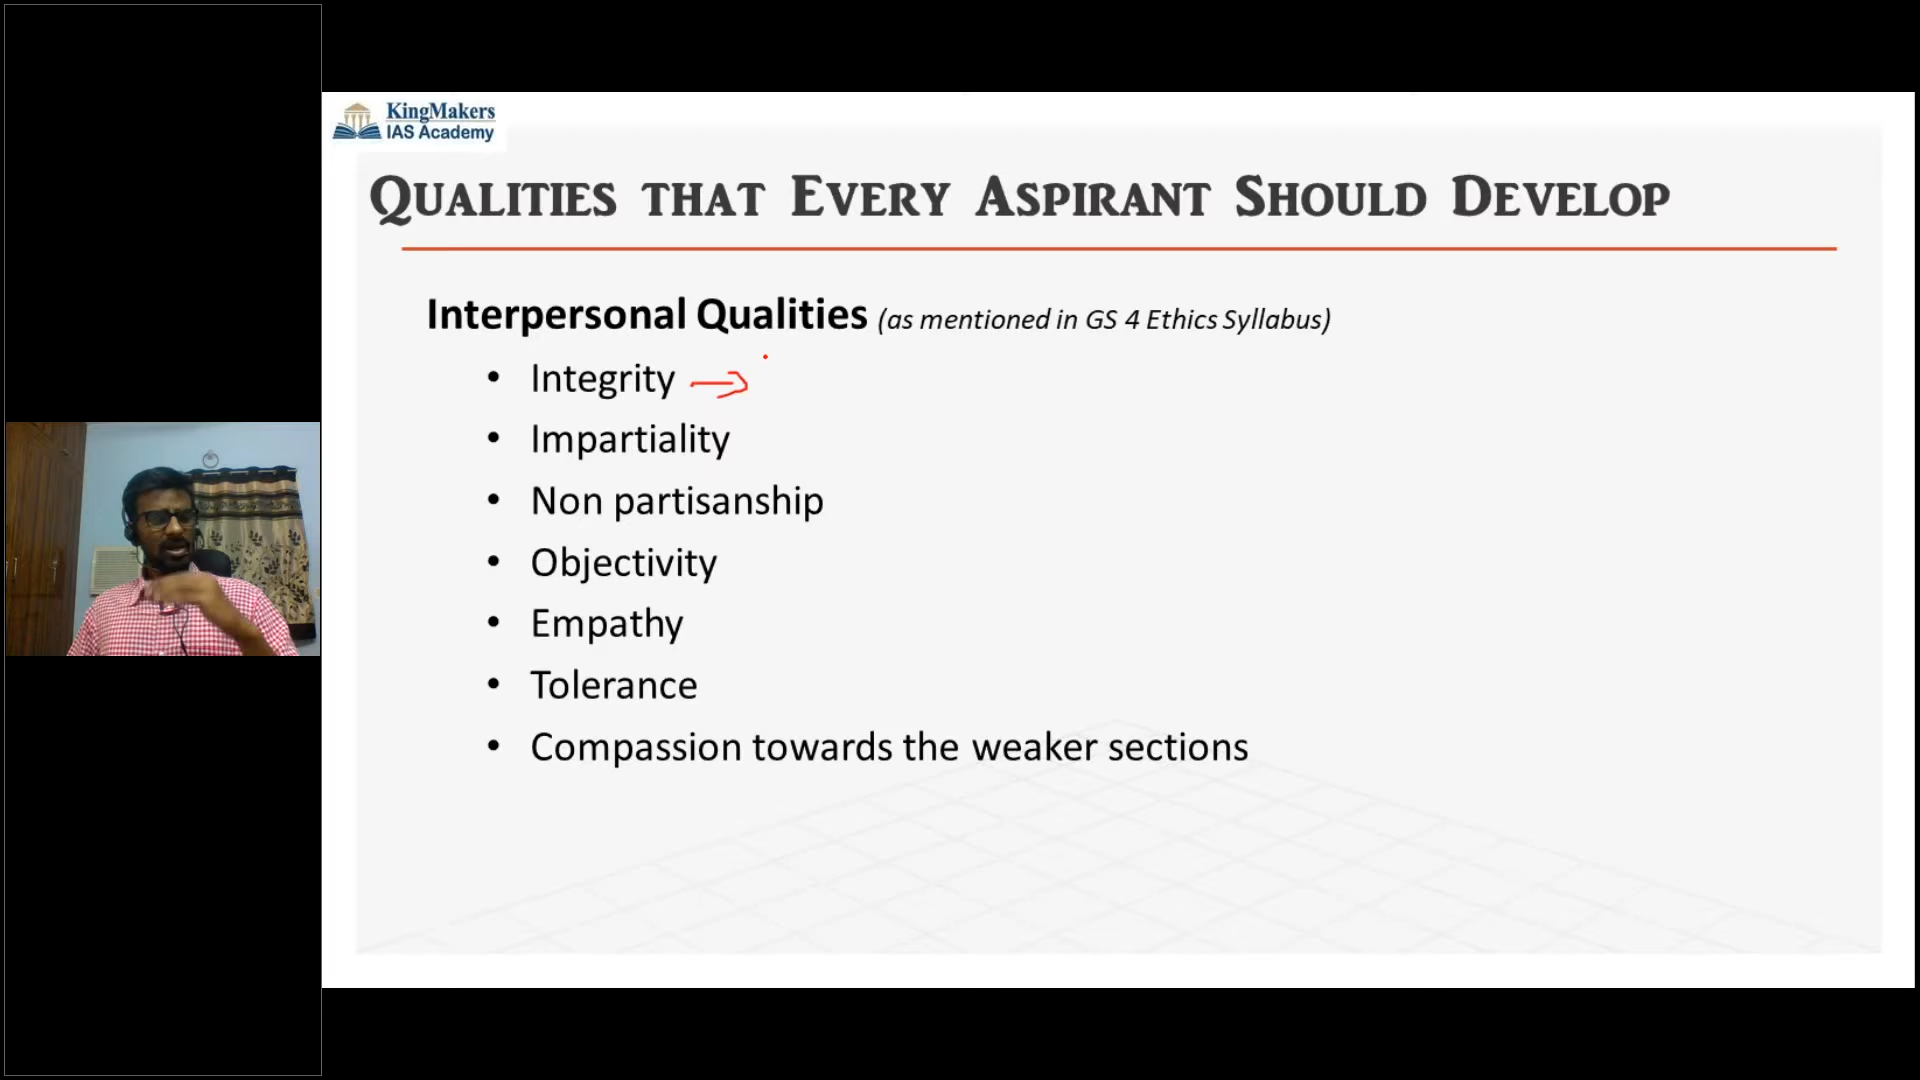 KingMakers
IAS Academy
Qualities that Every Aspirant Should Develop
Interpersonal Qualities (as mentioned in GS 4 Ethics Syllabus)
• Integrity
• Impartiality
• Non partisanship
• Objectivity
• Empathy
• Tolerance
• Compassion towards the weaker sections